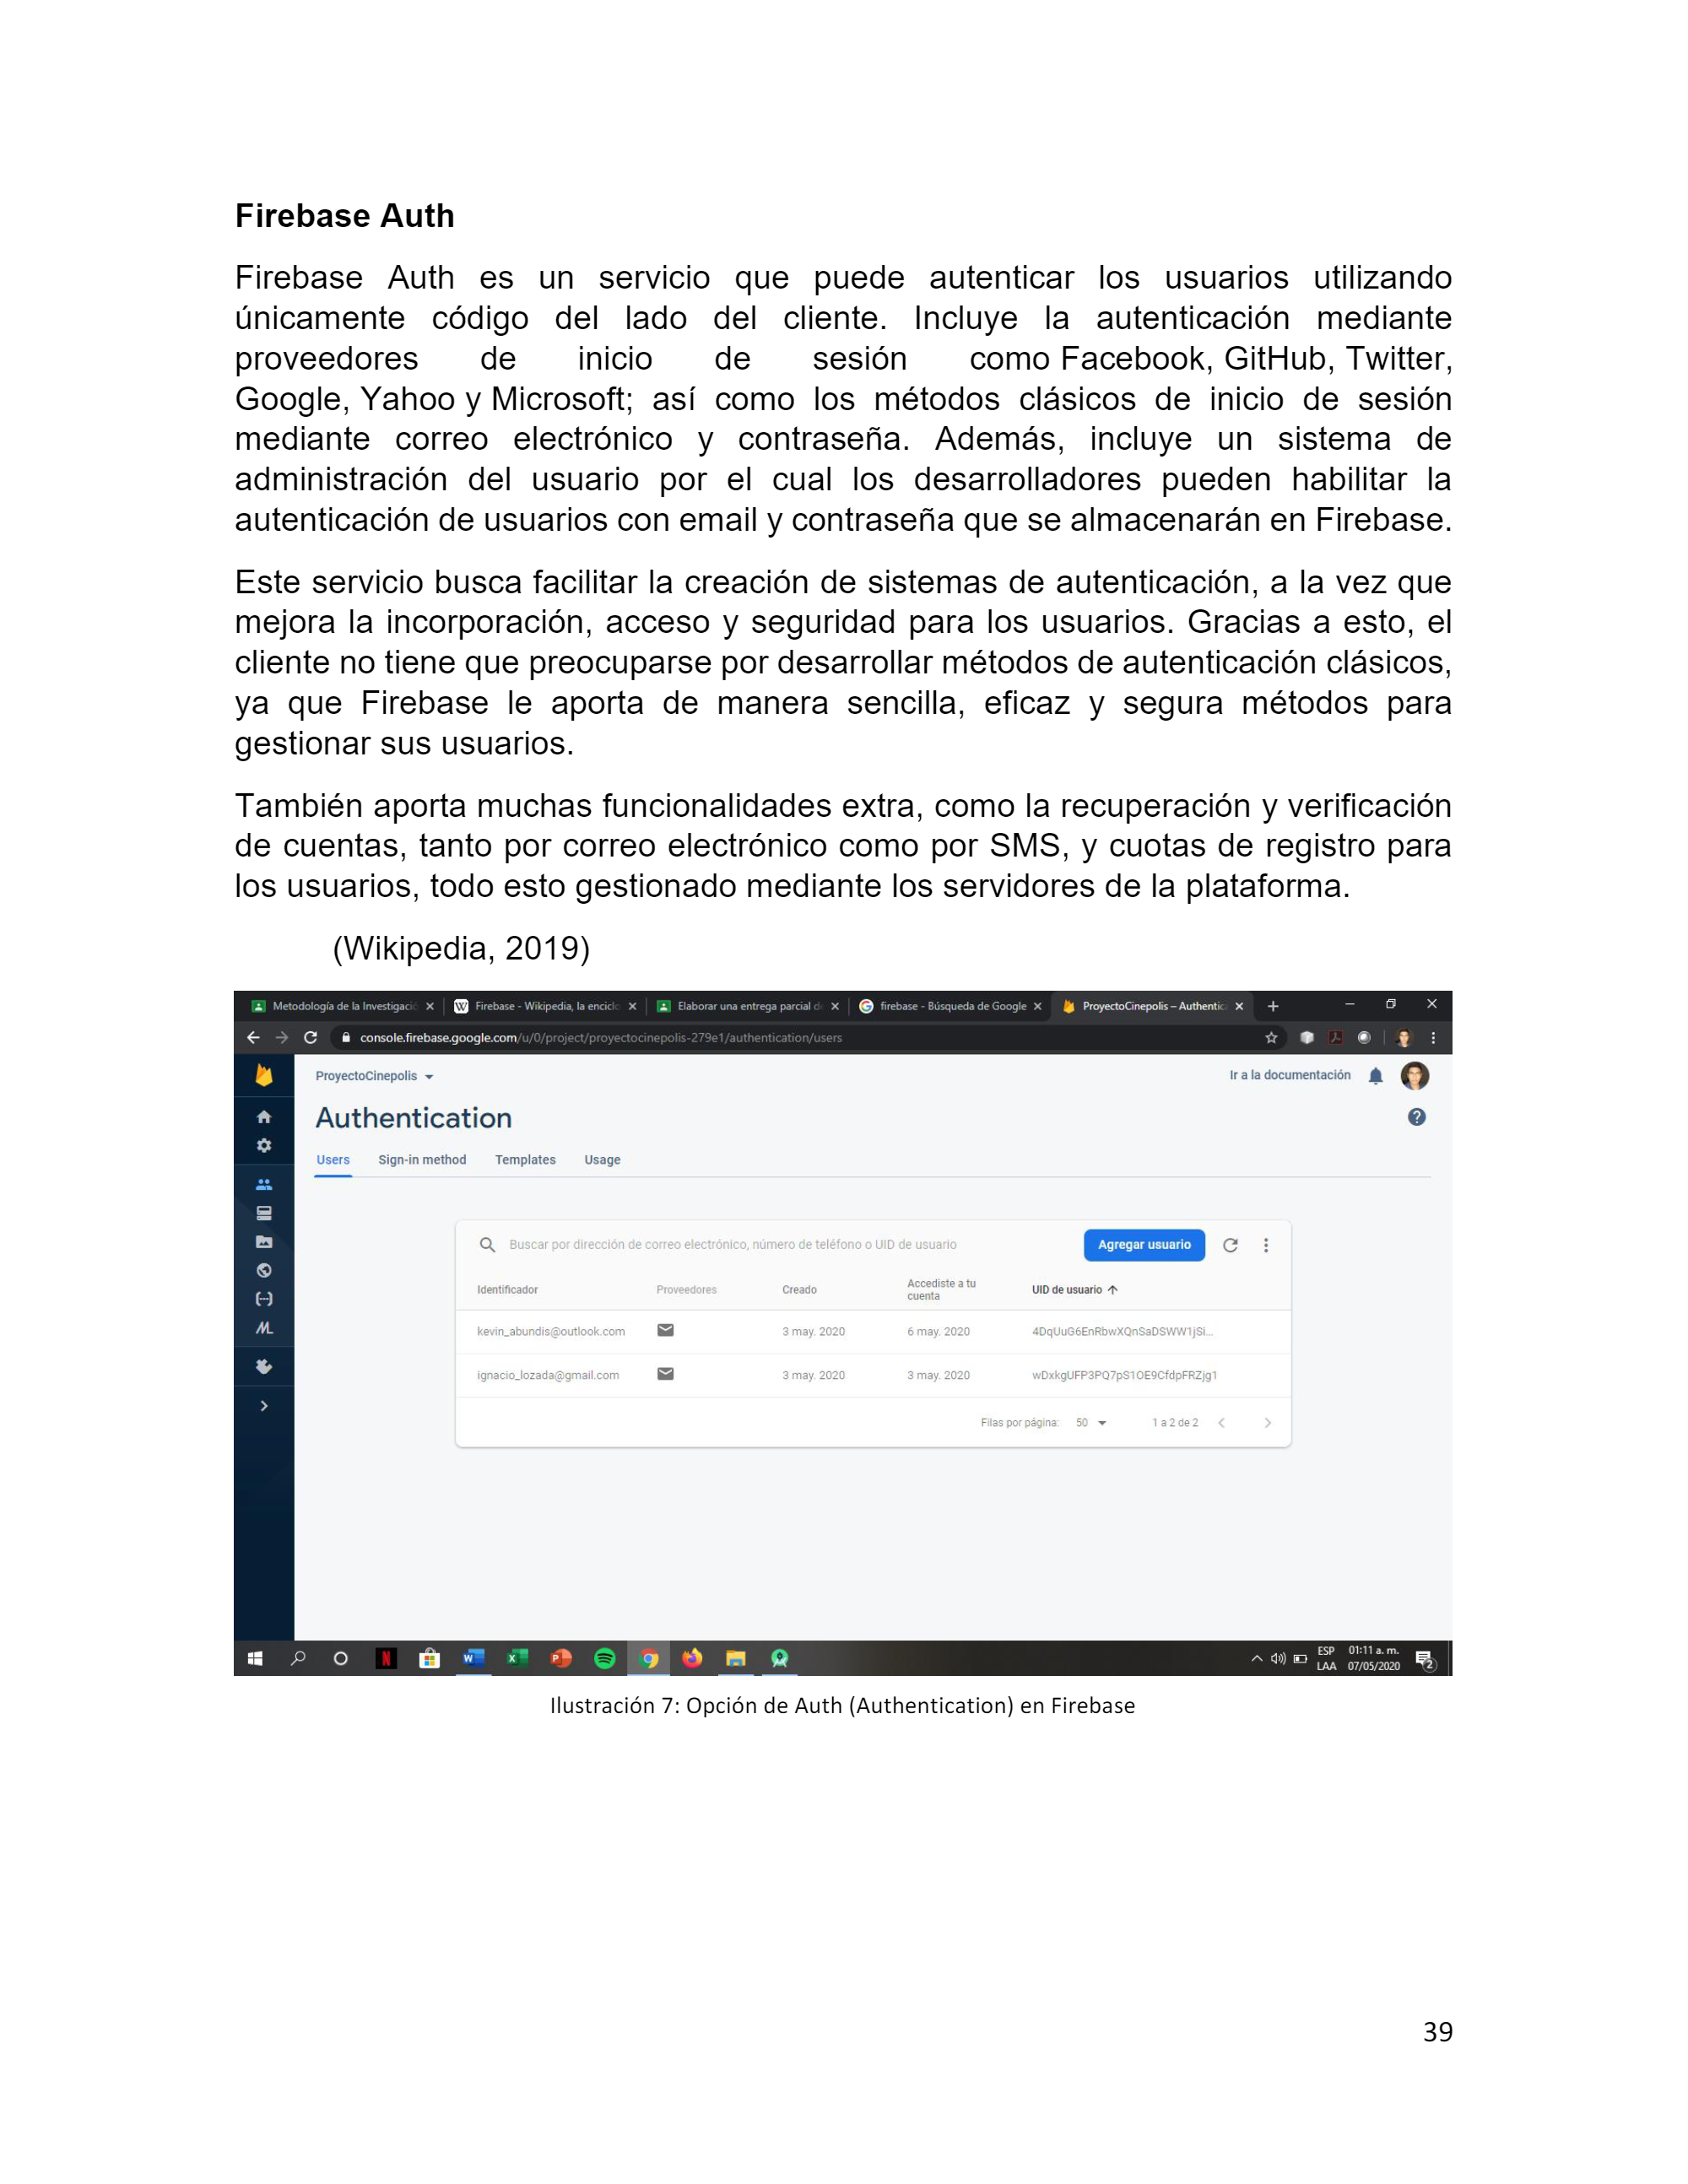 Firebase Auth
Firebase Auth es un servicio que puede autenticar los usuarios utilizando
únicamente código del lado del cliente. Incluye la autenticación mediante
proveedores de inicio de sesión como Facebook, GitHub, Twitter,
Google, Yahoo y Microsoft; así como los métodos clásicos de inicio de sesión
mediante correo electrónico y contraseña. Además, incluye un sistema de
administración del usuario por el cual los desarrolladores pueden habilitar la
autenticación de usuarios con email y contraseña que se almacenarán en Firebase.
Este servicio busca facilitar la creación de sistemas de autenticación, a la vez que
mejora la incorporación, acceso y seguridad para los usuarios. Gracias a esto, el
cliente no tiene que preocuparse por desarrollar métodos de autenticación clásicos,
ya que Firebase le aporta de manera sencilla, eficaz y segura métodos para
gestionar sus usuarios.
También aporta muchas funcionalidades extra, como la recuperación y verificación
de cuentas, tanto por correo electrónico como por SMS, y cuotas de registro para
los usuarios, todo esto gestionado mediante los servidores de la plataforma.
(Wikipedia, 2019)
Metodología de la Investigació Firebase - Wikipedia, la enciclo Elaborar una entrega parcial d firebase - Búsqueda de Google ProyectoCinepolis – Authentic
console.firebase.google.com/u/0/project/proyectocinepolis-279e1/authentication/users
ProyectoCinepolis Ir a la documentación
Authentication
Users Sign-in method Templates Usage
Buscar por dirección de correo electrónico, número de teléfono o UID de usuario Agregar usuario
Identificador Proveedores Creado Accediste a tu cuenta UID de usuario
kevin_abundis@outlook.com 3 may. 2020 6 may. 2020 4DqUuG6EnRbwXQnSaDSWW1jSi...
ignacio_lozada@gmail.com 3 may. 2020 3 may. 2020 wDxkgUFP3PQ7pS1OE9CfdpFRZjg1
Filas por página: 50 1 a 2 de 2
ESP 01:11 a. m.
LAA 07/05/2020 2
Ilustración 7: Opción de Auth (Authentication) en Firebase
39